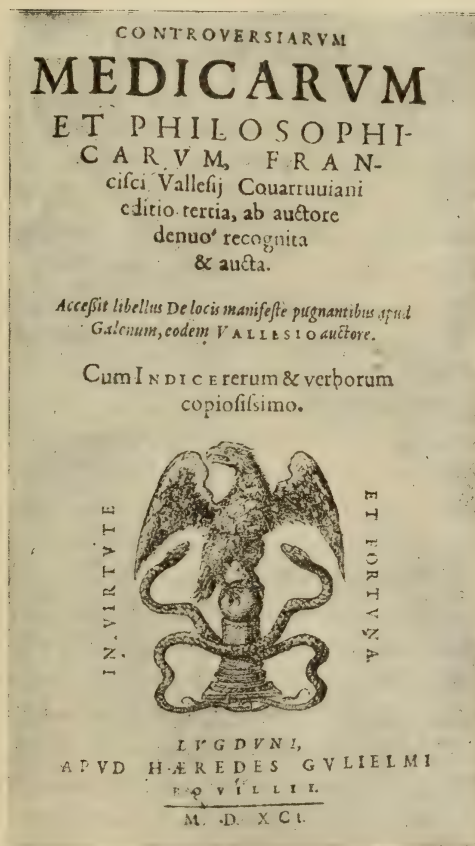 CONTROVERSIARVM
MEDICARVM
ET PHILOSOPHI-
CARVM, FRAN-
cisci Vallesij Couarruuiani
editio tertia, ab auctore
denuo recognita
& aucta.
Accessit libellus De locis manifestè pugnantibus apud
Galenum, eodem VALLESIO auctore.
Cum INDICE rerum & verborum
copiosissimo.
IN VIRTVTE
ET FORTVNA
LVGDVNI,
APVD HÆREDES GVLIELMI
ROVILLII.
M. D. XCI.